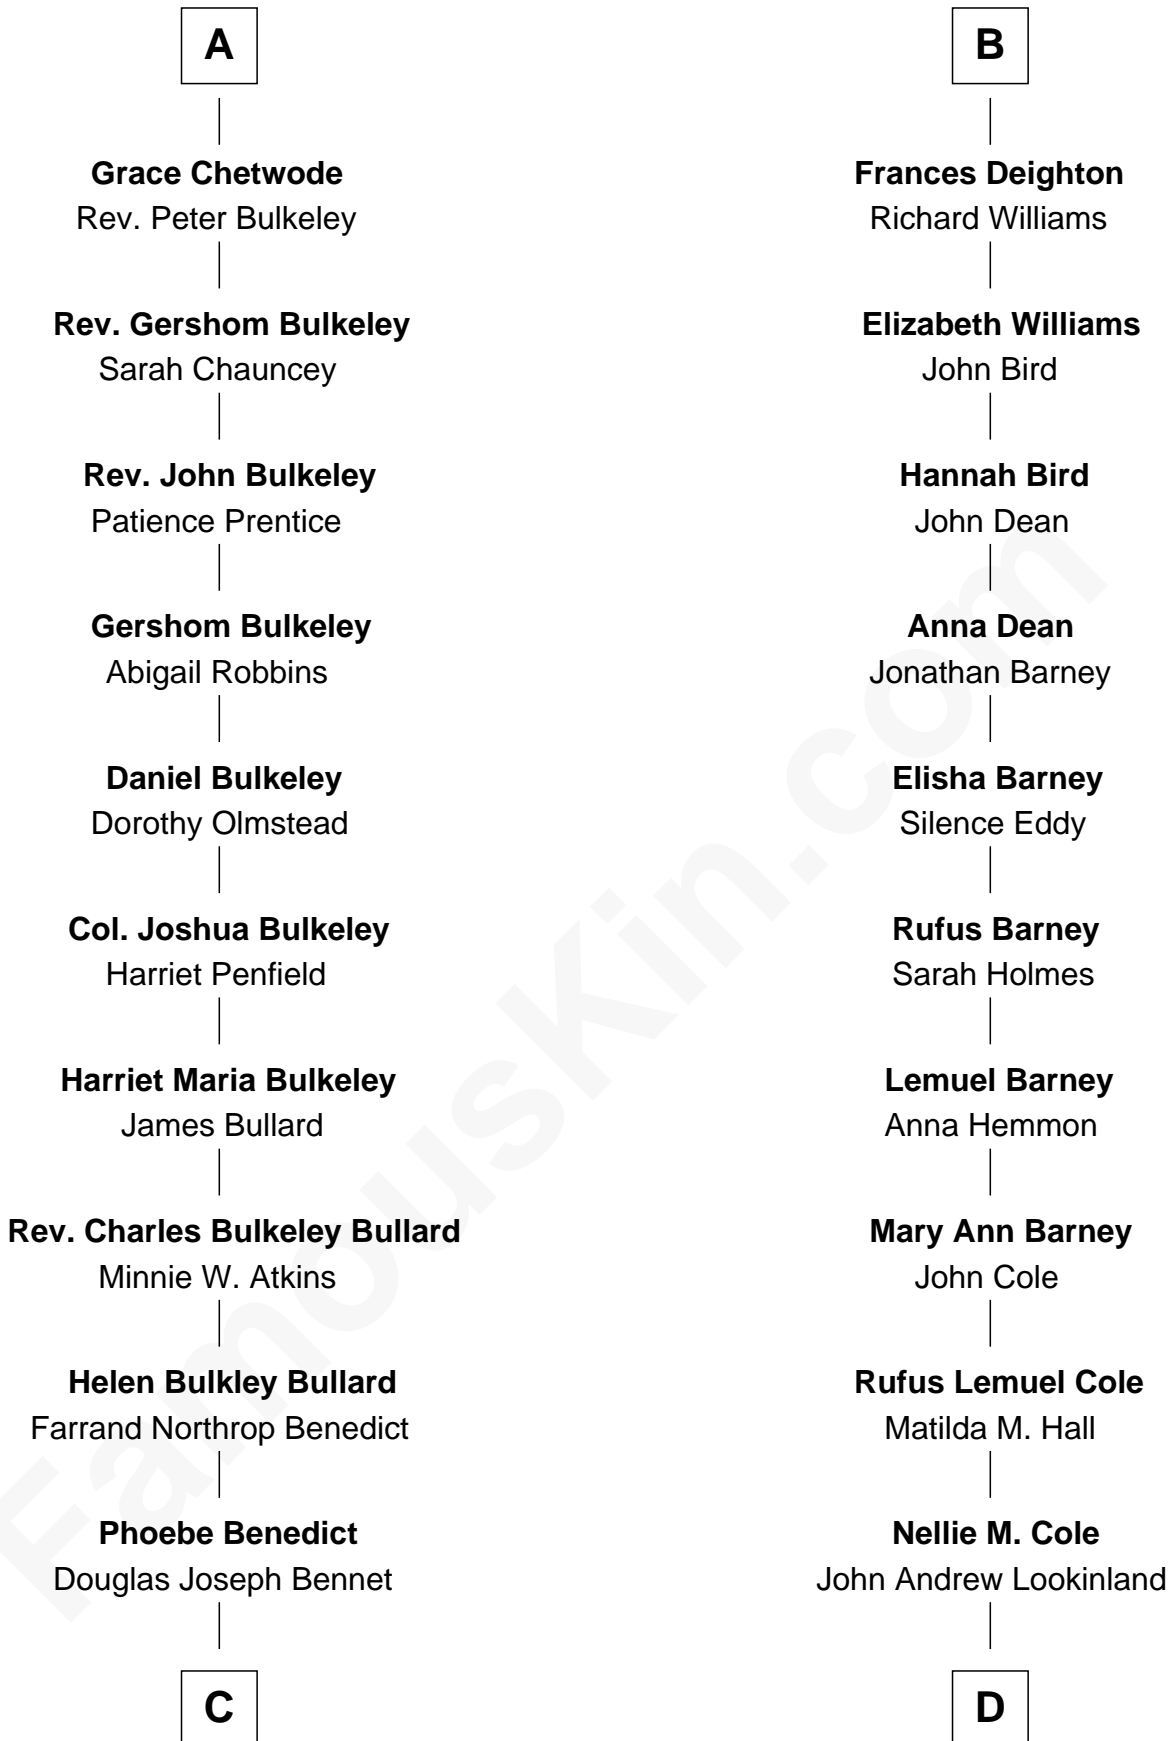 A
Grace Chetwode
Rev. Peter Bulkeley
Rev. Gershom Bulkeley
Sarah Chauncey
Rev. John Bulkeley
Patience Prentice
Gershom Bulkeley
Abigail Robbins
Daniel Bulkeley
Dorothy Olmstead
Col. Joshua Bulkeley
Harriet Penfield
Harriet Maria Bulkeley
James Bullard
Rev. Charles Bulkeley Bullard
Minnie W. Atkins
Helen Bulkley Bullard
Farrand Northrop Benedict
Phoebe Benedict
Douglas Joseph Bennet
C
B
Frances Deighton
Richard Williams
Elizabeth Williams
John Bird
Hannah Bird
John Dean
Anna Dean
Jonathan Barney
Elisha Barney
Silence Eddy
Rufus Barney
Sarah Holmes
Lemuel Barney
Anna Hemmon
Mary Ann Barney
John Cole
Rufus Lemuel Cole
Matilda M. Hall
Nellie M. Cole
John Andrew Lookinland
D
FamousKin.com